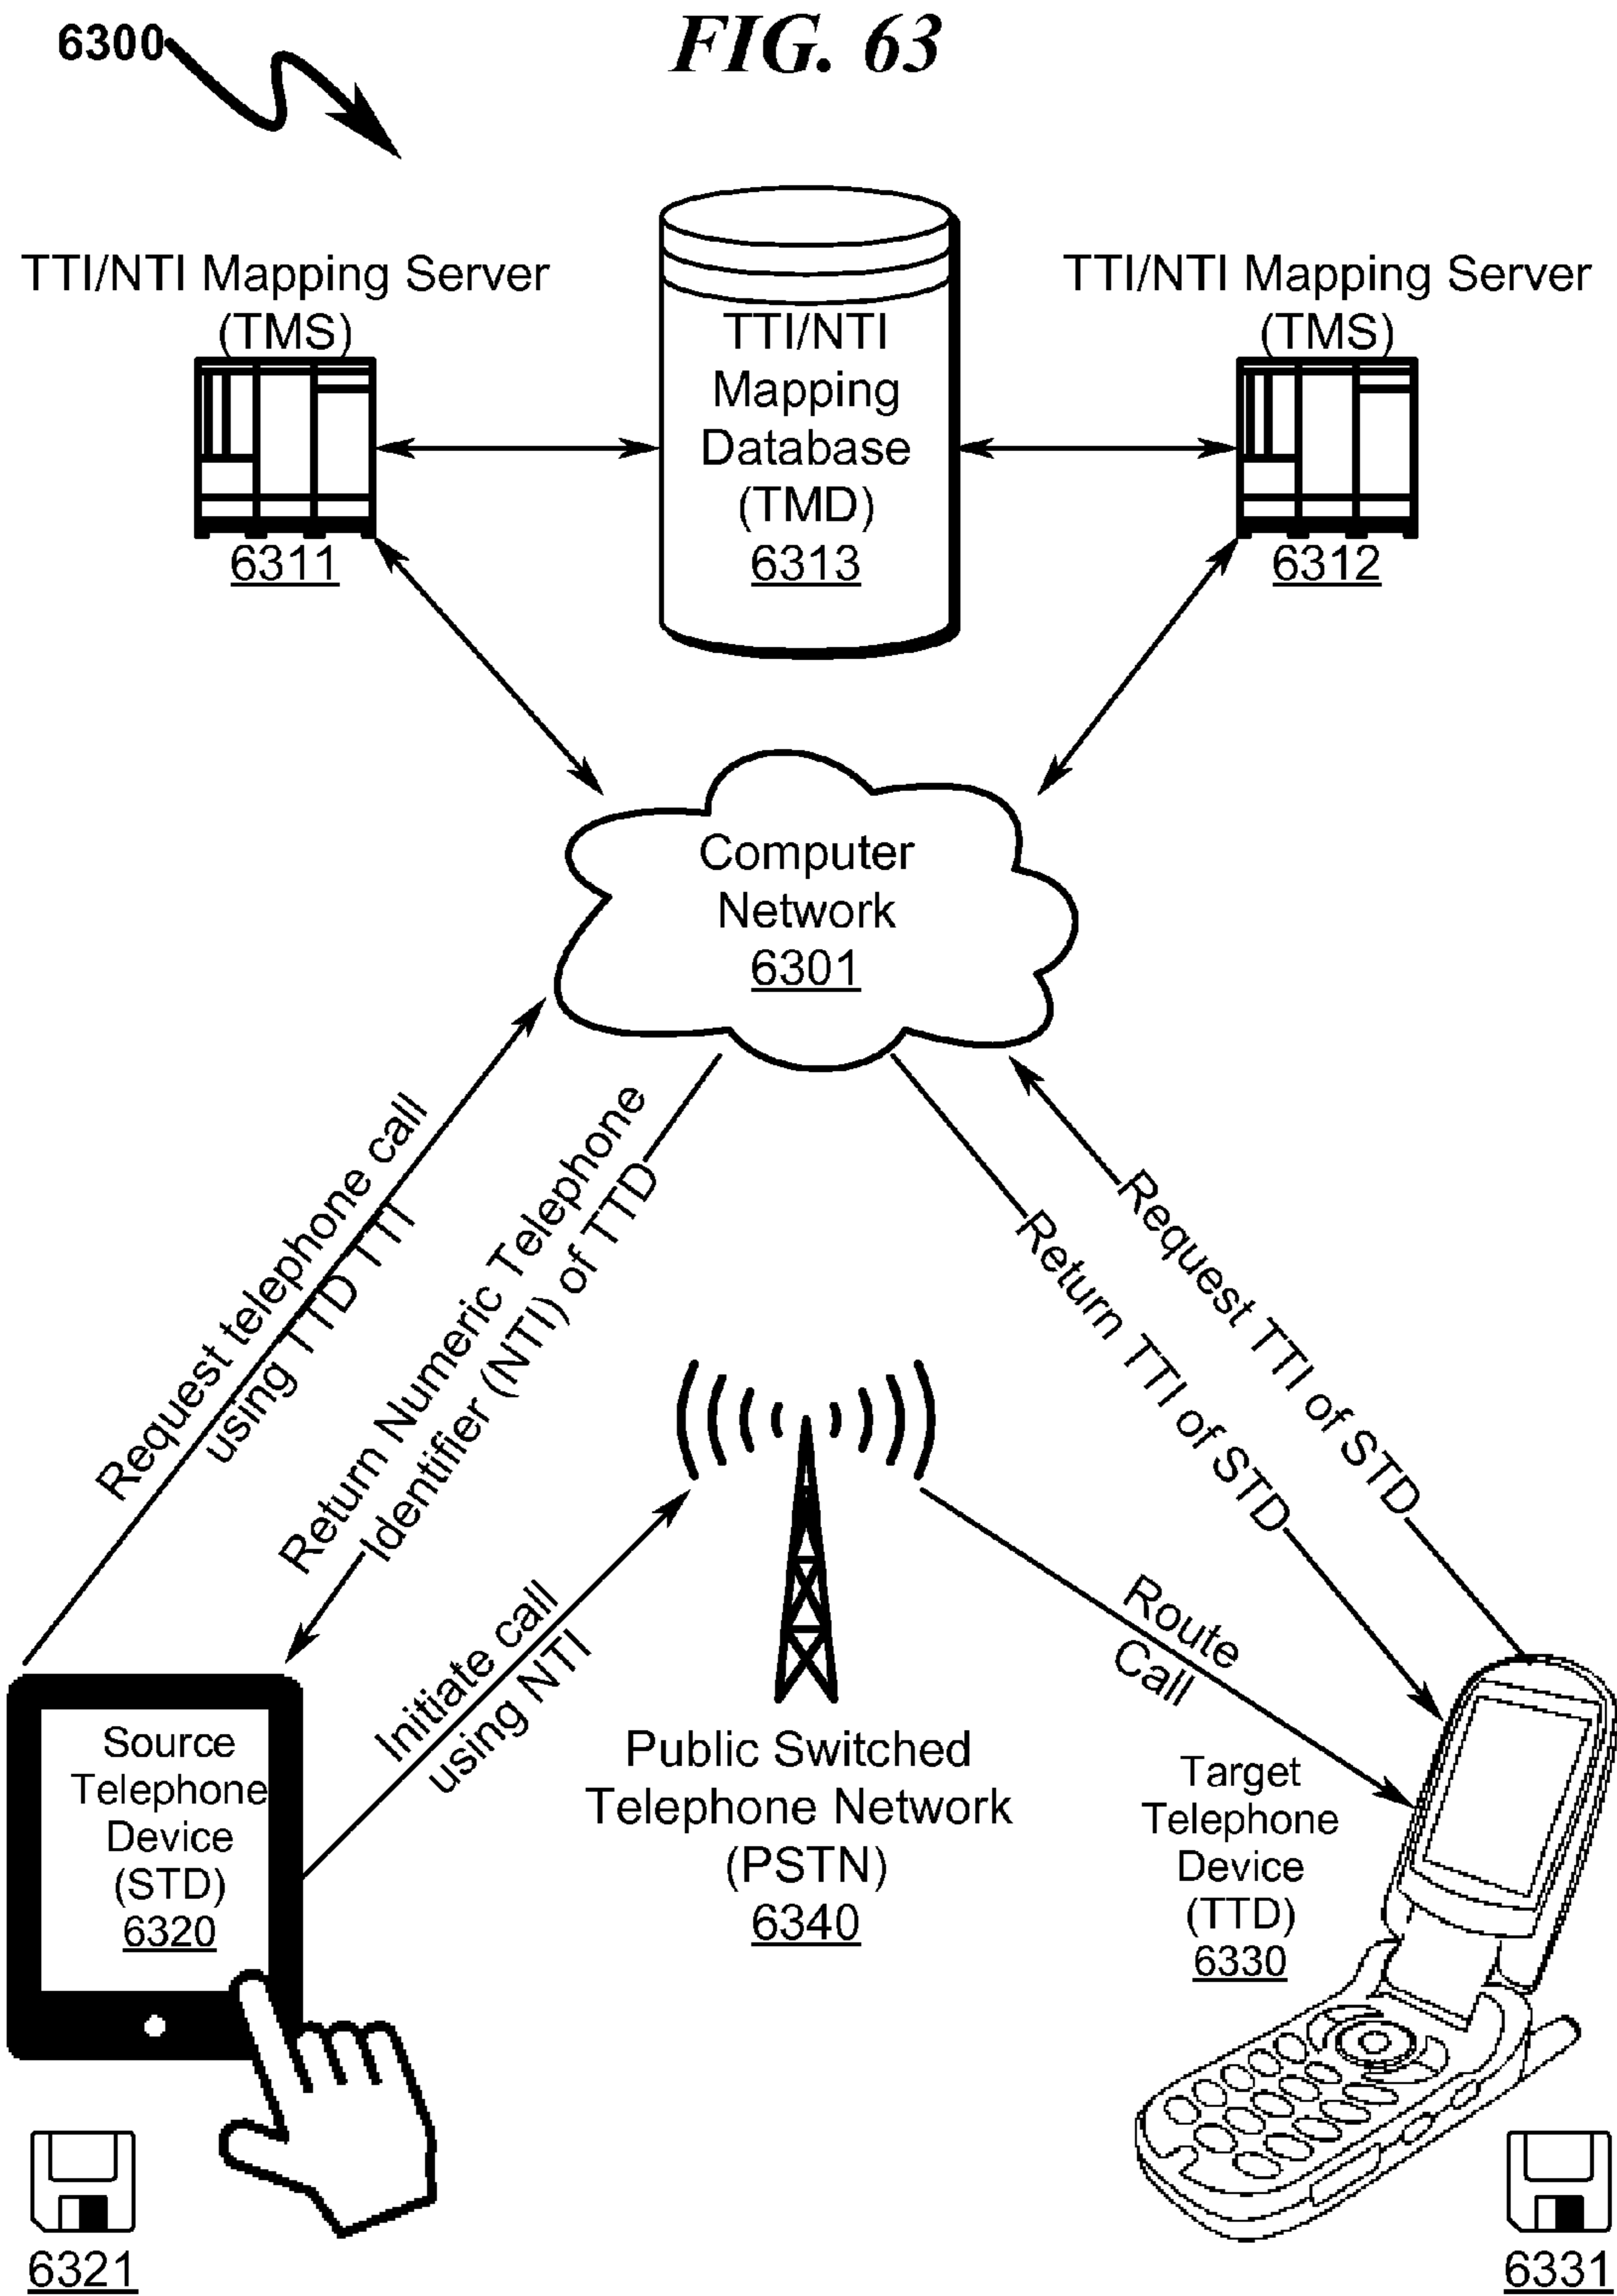 6300
FIG. 63
TTI/NTI Mapping Server
(TMS)
6311
TTI/NTI
Mapping
Database
(TMD)
6313
TTI/NTI Mapping Server
(TMS)
6312
Computer
Network
6301
Request telephone call
using TTD TTI
Return Numeric Telephone
Identifier (NTI) of TTD
Return TTI of STD
Request TTI of STD
Initiate call
using NTI
Route
Call
Source
Telephone
Device
(STD)
6320
Public Switched
Telephone Network
(PSTN)
6340
Target
Telephone
Device
(TTD)
6330
6321
6331